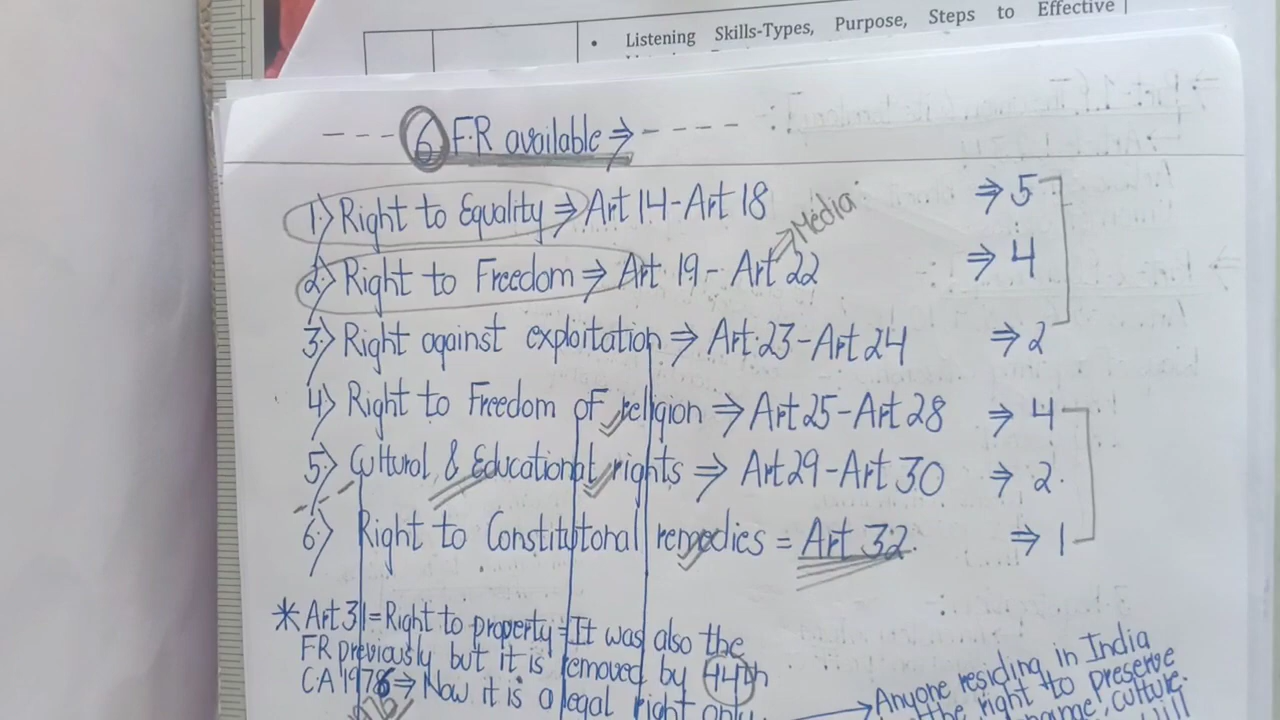 • Listening Skills-Types, Purpose, Steps to Effective
6 F.R available ⇒
1) Right to Equality ⇒ Art 14-Art 18 ⇒ 5
→ Média
2) Right to Freedom ⇒ Art 19 - Art 22 ⇒ 4
3) Right against exploitation ⇒ Art.23-Art 24 ⇒ 2
4) Right to Freedom of religion ⇒ Art 25-Art 28 ⇒ 4
5) Cultural & Educational rights ⇒ Art 29-Art 30 ⇒ 2.
6) Right to Constitutonal remedies = Art 32. ⇒ 1
* Art 31=Right to property = It was also the
FR previously but it is removed by 44th
CA 1978 ⇒ Now it is a legal right only
Anyone residing in India
the right to preserve
culture.